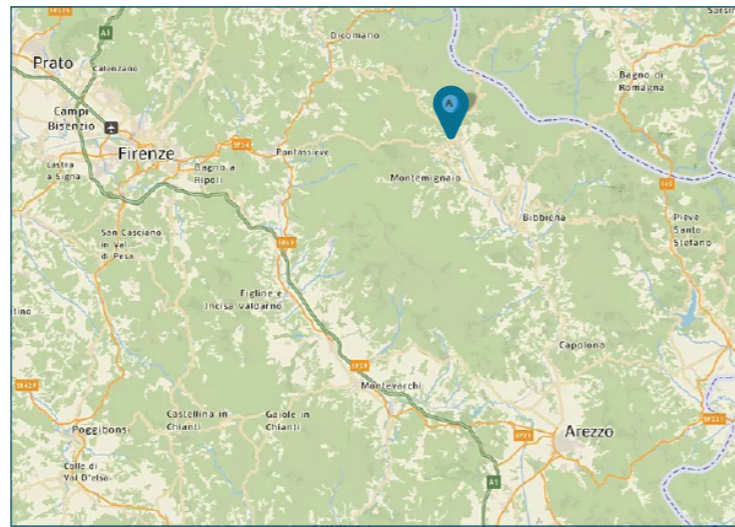 A1
Dicomano
Prato
Calenzano
Bagno di
Romagna
A
Campi
Bisenzio
Firenze
Pontassieve
Lastra
a Signa
Bagno a
Ripoli
Montemignaio
Bibbiena
Pieve
Santo
Stefano
San Casciano
in Val
di Pesa
Figline e
Incisa Valdarno
tino
Capolona
Montevarchi
Castellina in
Chianti
Gaiole in
Chianti
Poggibonsi
Arezzo
Colle di
Val D'elsa
A1